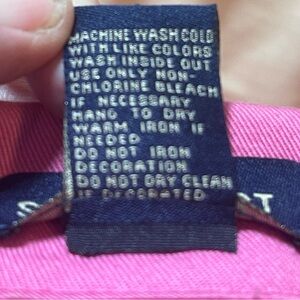 MACHINE WASH COLD
WITH LIKE COLORS
WASH INSIDE OUT
USE ONLY NON-
CHLORINE BLEACH
IF NECESSARY
HANG TO DRY
WARM IRON IF
NEEDED
DO NOT IRON
DECORATION
DO NOT DRY CLEAN
IF DECORATED